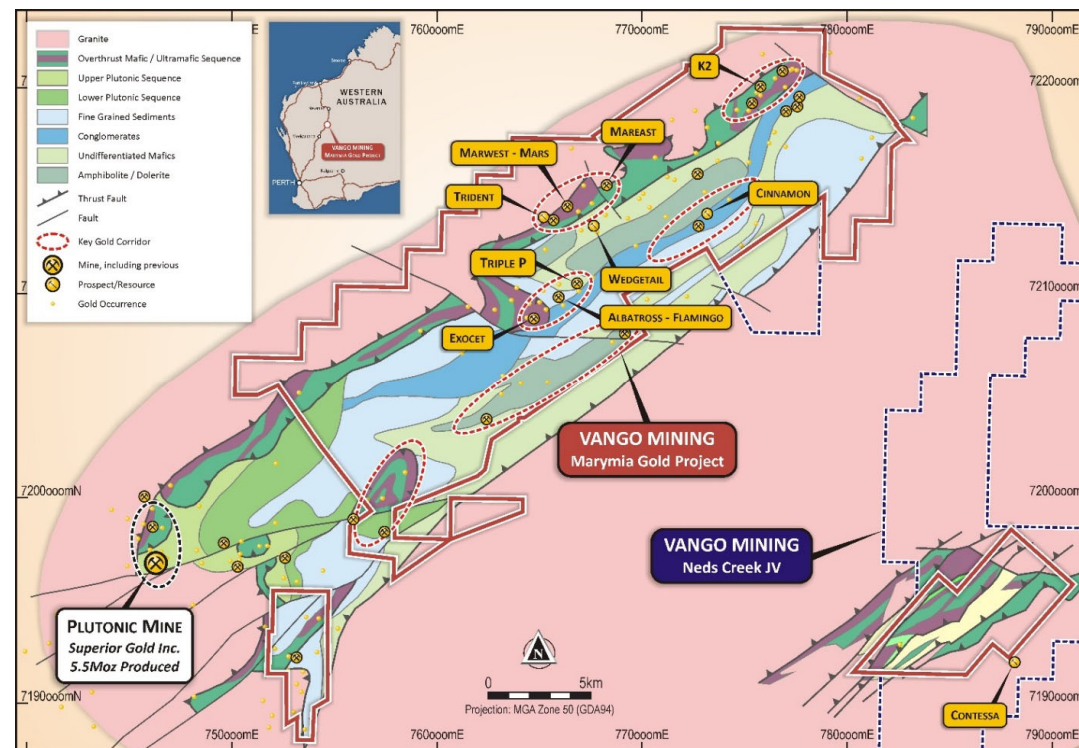 760000mE
770000mE
780000mE
790000mE
Granite
Overthrust Mafic / Ultramafic Sequence
Upper Plutonic Sequence
Lower Plutonic Sequence
Fine Grained Sediments
Conglomerates
Undifferentiated Mafics
Amphibolite / Dolerite
Thrust Fault
Fault
Key Gold Corridor
Mine, including previous
Prospect/Resource
Gold Occurrence
WESTERN
AUSTRALIA
VANGO MINING
Marymia Gold Project
PERTH
K2
7220000mN
MAREAST
MARWEST - MARS
TRIDENT
CINNAMON
TRIPLE P
WEDGETAIL
7210000mN
ALBATROSS - FLAMINGO
EXOCET
VANGO MINING
Marymia Gold Project
7200000mN
7200000mN
VANGO MINING
Neds Creek JV
PLUTONIC MINE
Superior Gold Inc.
5.5Moz Produced
N
0 5km
Projection: MGA Zone 50 (GDA94)
7190000mN
7190000mN
CONTESSA
750000mE
760000mE
770000mE
780000mE
790000mE